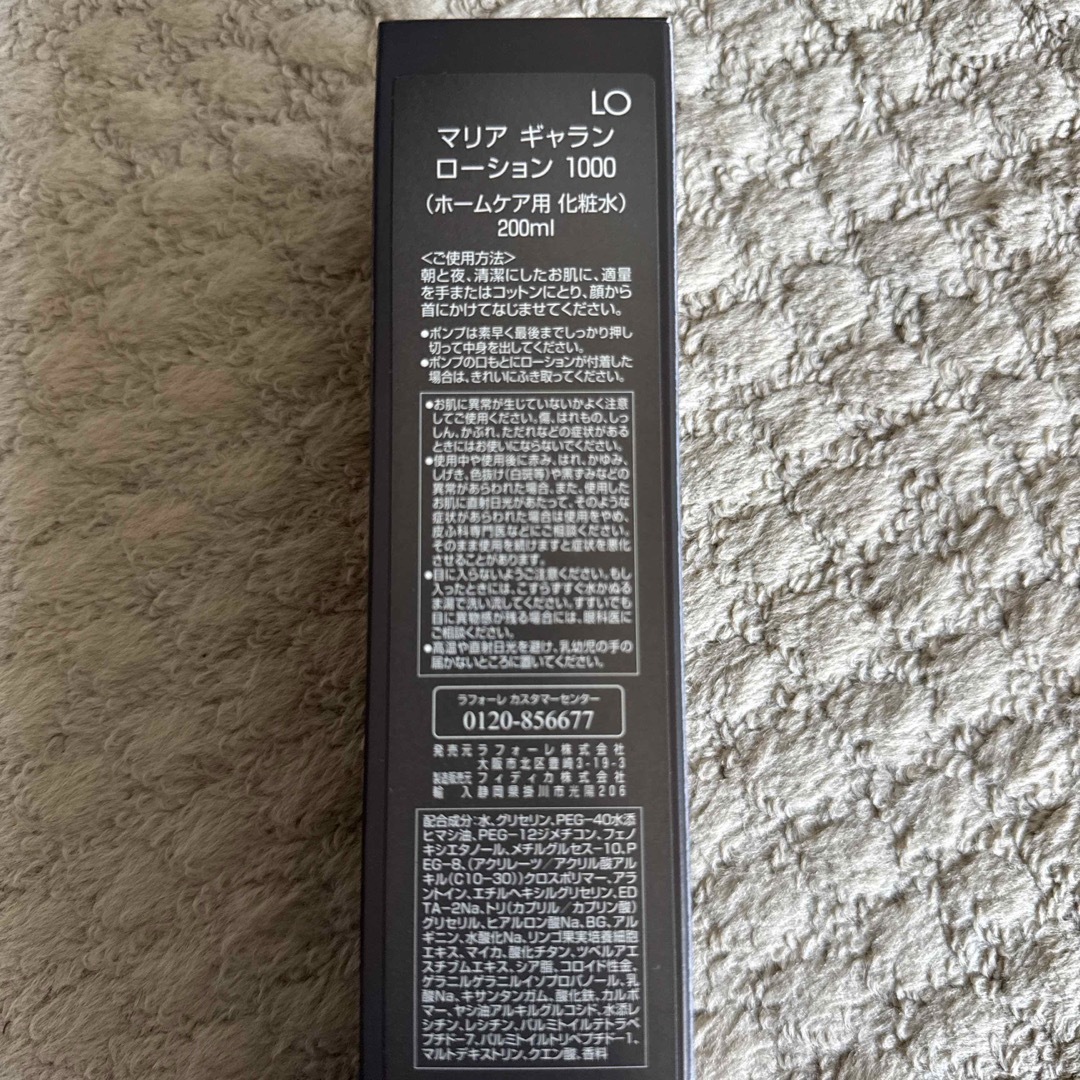 LO
マリア ギャラン
ローション 1000
(ホームケア用 化粧水)
200ml
<ご使用方法>
朝と夜、清潔にしたお肌に、適量
を手またはコットンにとり、顔から
首にかけてなじませてください。
●ポンプは素早く最後までしっかり押し
切って中身を出してください。
●ポンプの口もとにローションが付着した
場合は、きれいにふき取ってください。
●お肌に異常が生じていないかよく注意
してご使用ください。傷、はれもの、しっ
しん、かぶれ、ただれなどの症状がある
ときにはお使いにならないでください。
●使用中や使用後に赤み、はれ、かゆみ、
しげき、色抜け(白斑等)や黒ずみなどの
異常があらわれた場合、また、使用した
お肌に直射日光があたって、そのような
症状があらわれた場合は使用をやめ、
皮ふ科専門医などにご相談ください。
そのまま使用を続けますと症状を悪化
させることがあります。
●目に入らないようご注意ください。もし
入ったときには、こすらずすぐ水かぬる
ま湯で洗い流してください。すすいでも
目に異物感が残る場合には、眼科医に
ご相談ください。
●高温や直射日光を避け、乳幼児の手の
届かないところに置いてください。
ラフォーレ カスタマーセンター
0120-856677
発売元 ラフォーレ株式会社
大阪市北区豊崎3-19-3
製造販売元 フィディカ株式会社
輸入 静岡県掛川市光陽206
配合成分:水、グリセリン、PEG-40水添
ヒマシ油、PEG-12ジメチコン、フェノ
キシエタノール、メチルグルセス-10、P
EG-8、(アクリレーツ/アクリル酸アル
キル(C10-30))クロスポリマー、アラ
ントイン、エチルヘキシルグリセリン、ED
TA-2Na、トリ(カプリル/カプリン酸)
グリセリル、ヒアルロン酸Na、BG、アル
ギニン、水酸化Na、リンゴ果実培養細胞
エキス、マイカ、酸化チタン、ツベルアエ
スチブムエキス、シア脂、コロイド性金、
ゲラニルゲラニルイソプロパノール、乳
酸Na、キサンタンガム、酸化鉄、カルボ
マー、ヤシ油アルキルグルコシド、水添レ
シチン、レシチン、パルミトイルテトラペ
プチド-7、パルミトイルトリペプチド-1、
マルトデキストリン、クエン酸、香料